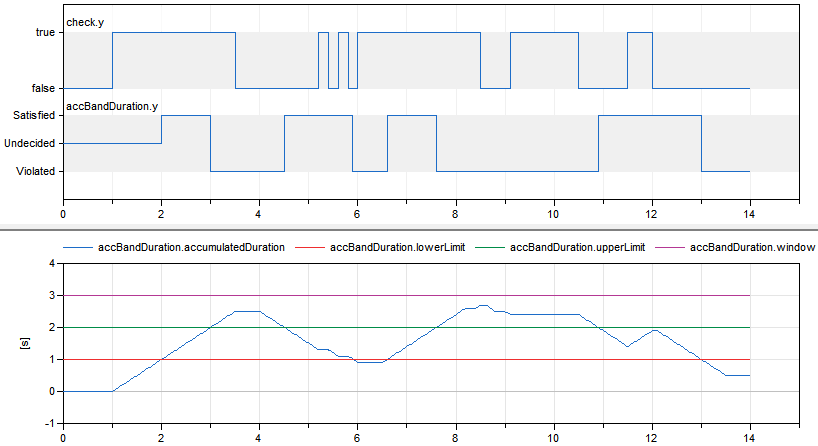 check.y
true
false
accBandDuration.y
Satisfied
Undecided
Violated
0 2 4 6 8 10 12 14
accBandDuration.accumulatedDuration accBandDuration.lowerLimit accBandDuration.upperLimit accBandDuration.window
4
3
2
[s]
1
0
-1
0 2 4 6 8 10 12 14